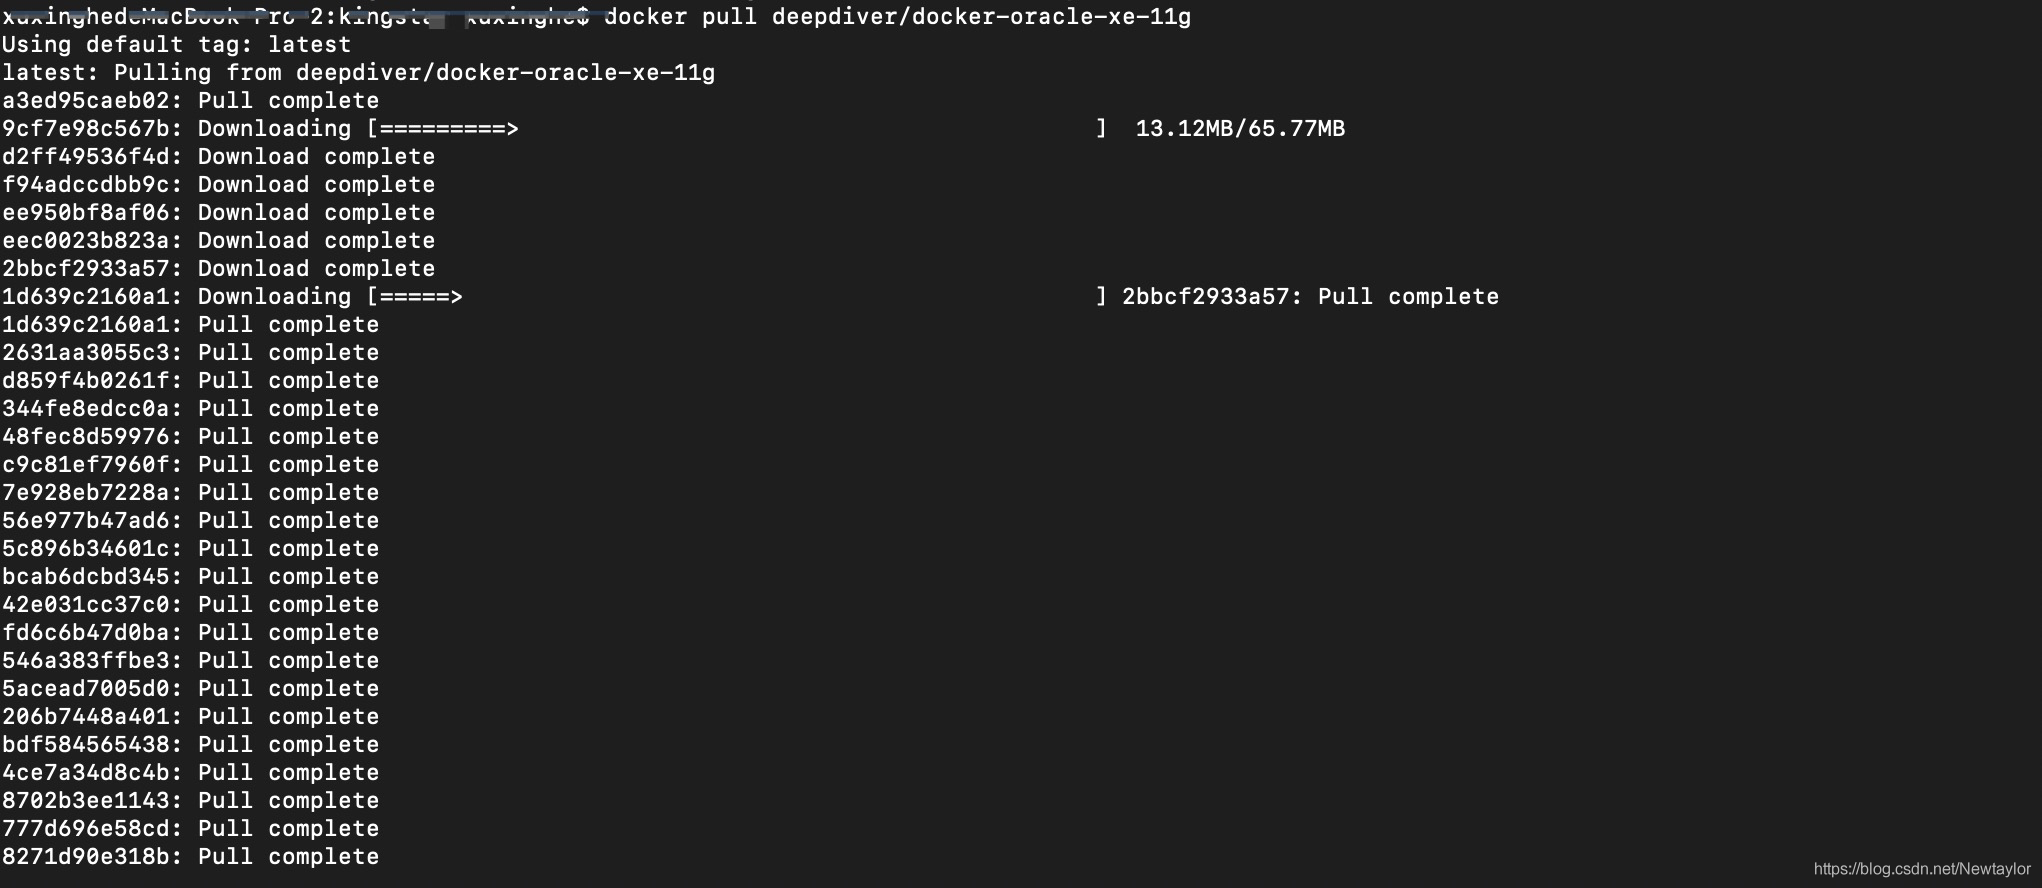 xuxinghedeMacBook-Pro-2:kingsta xuxinghe$ docker pull deepdiver/docker-oracle-xe-11g
Using default tag: latest
latest: Pulling from deepdiver/docker-oracle-xe-11g
a3ed95caeb02: Pull complete
9cf7e98c567b: Downloading [=========>                                         ]  13.12MB/65.77MB
d2ff49536f4d: Download complete
f94adccdbb9c: Download complete
ee950bf8af06: Download complete
eec0023b823a: Download complete
2bbcf2933a57: Download complete
1d639c2160a1: Downloading [=====>                                             ] 2bbcf2933a57: Pull complete
1d639c2160a1: Pull complete
2631aa3055c3: Pull complete
d859f4b0261f: Pull complete
344fe8edcc0a: Pull complete
48fec8d59976: Pull complete
c9c81ef7960f: Pull complete
7e928eb7228a: Pull complete
56e977b47ad6: Pull complete
5c896b34601c: Pull complete
bcab6dcbd345: Pull complete
42e031cc37c0: Pull complete
fd6c6b47d0ba: Pull complete
546a383ffbe3: Pull complete
5acead7005d0: Pull complete
206b7448a401: Pull complete
bdf584565438: Pull complete
4ce7a34d8c4b: Pull complete
8702b3ee1143: Pull complete
777d696e58cd: Pull complete
8271d90e318b: Pull complete
https://blog.csdn.net/Newtaylor